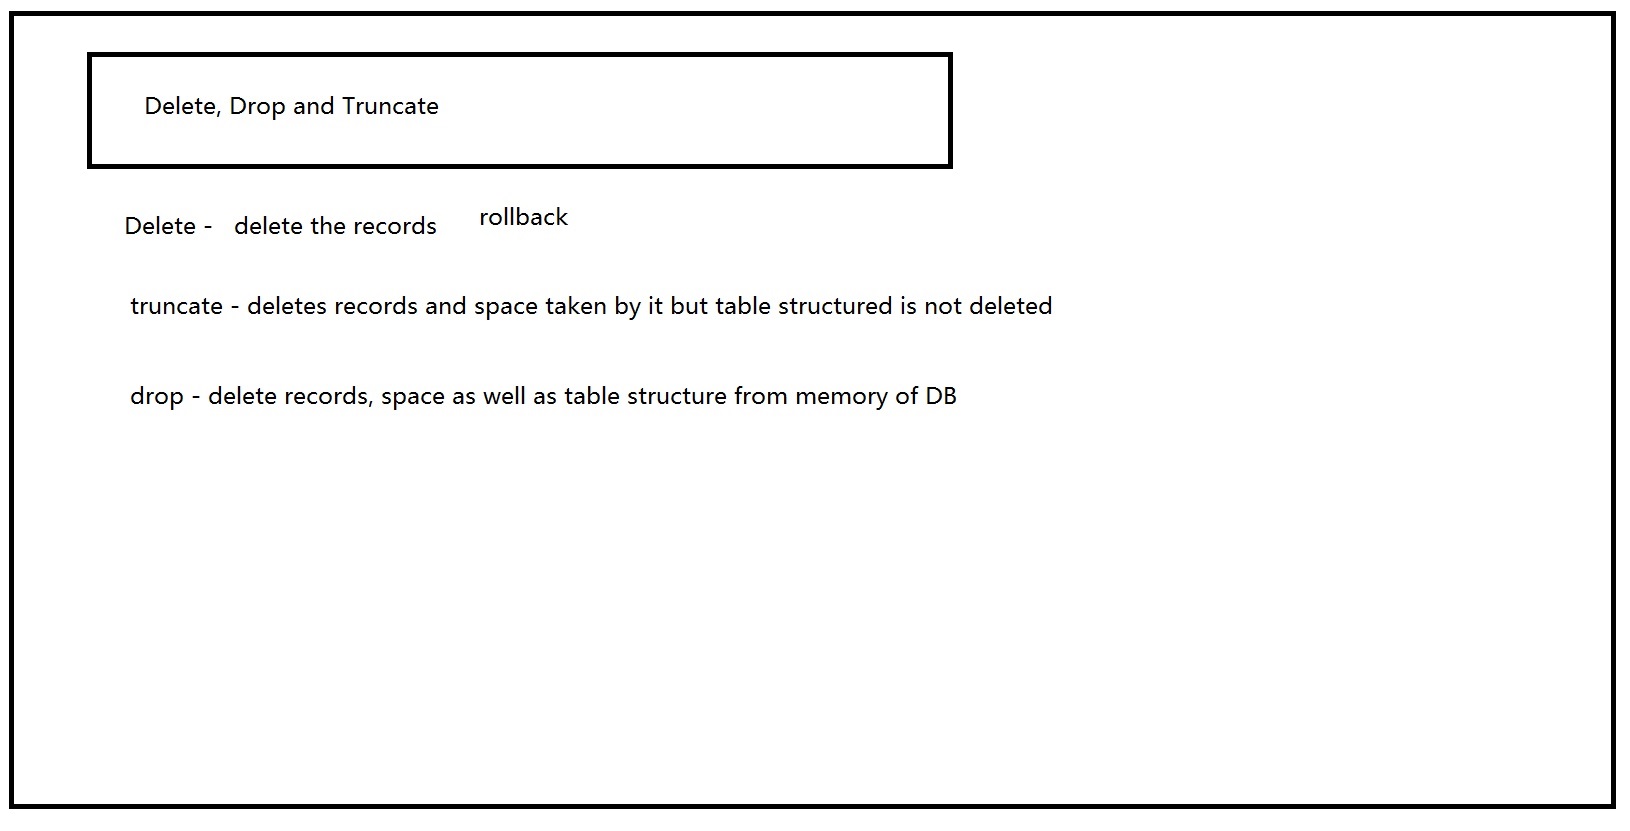 Delete, Drop and Truncate
Delete - delete the records rollback
truncate - deletes records and space taken by it but table structured is not deleted
drop - delete records, space as well as table structure from memory of DB